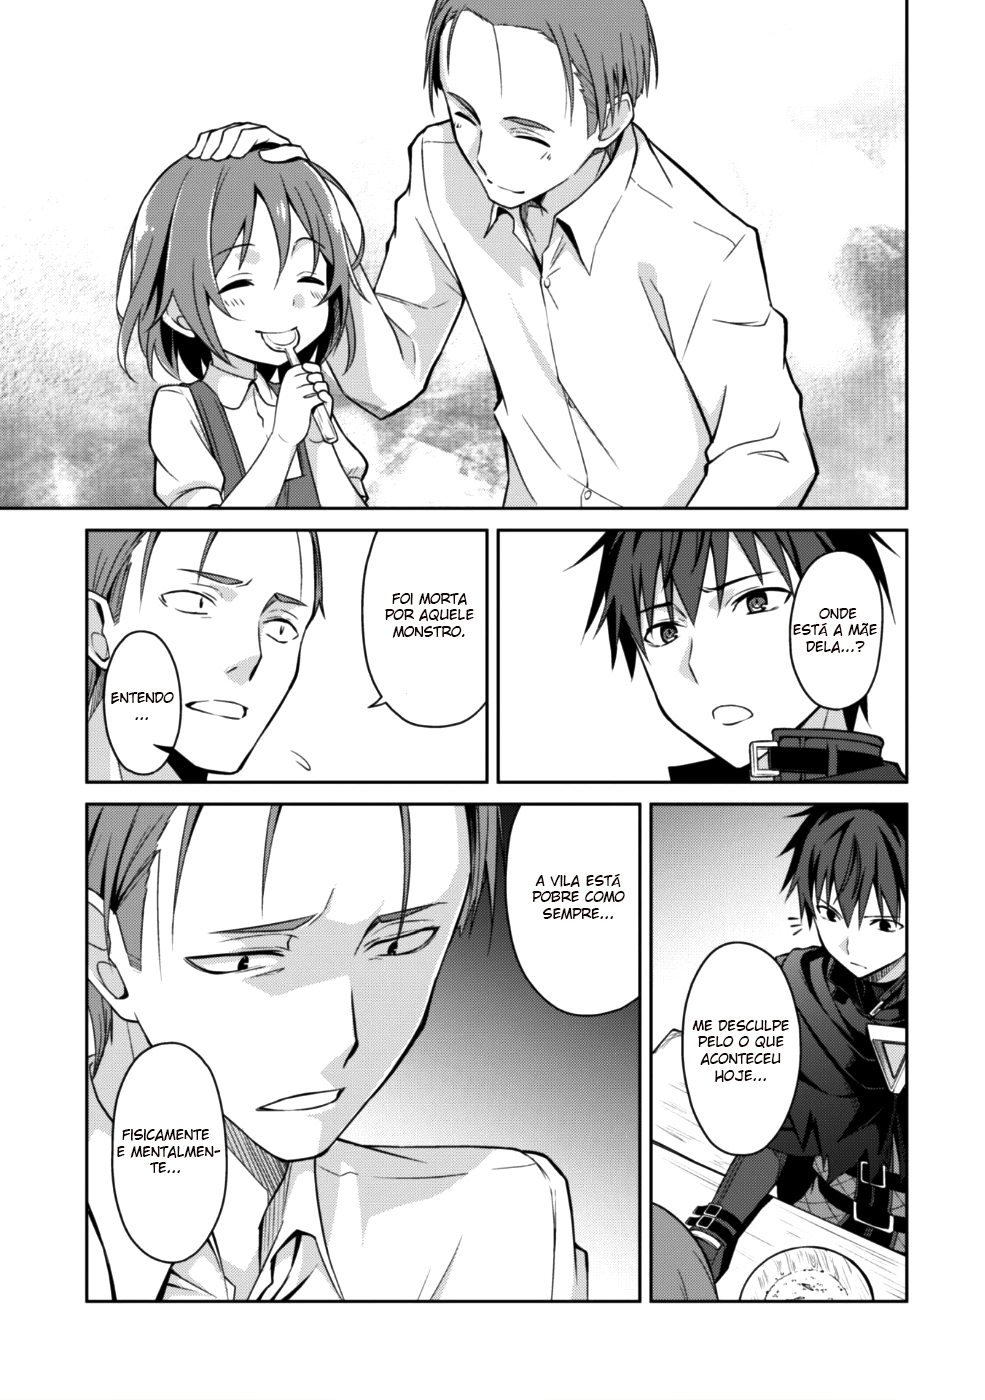 ONDE
ESTÁ A MÃE
DELA...?
FOI MORTA
POR AQUELE
MONSTRO.
ENTENDO
...
ME DESCULPE
PELO O QUE
ACONTECEU
HOJE...
A VILA ESTÁ
POBRE COMO
SEMPRE...
FISICAMENTE
E MENTALMEN-
TE...